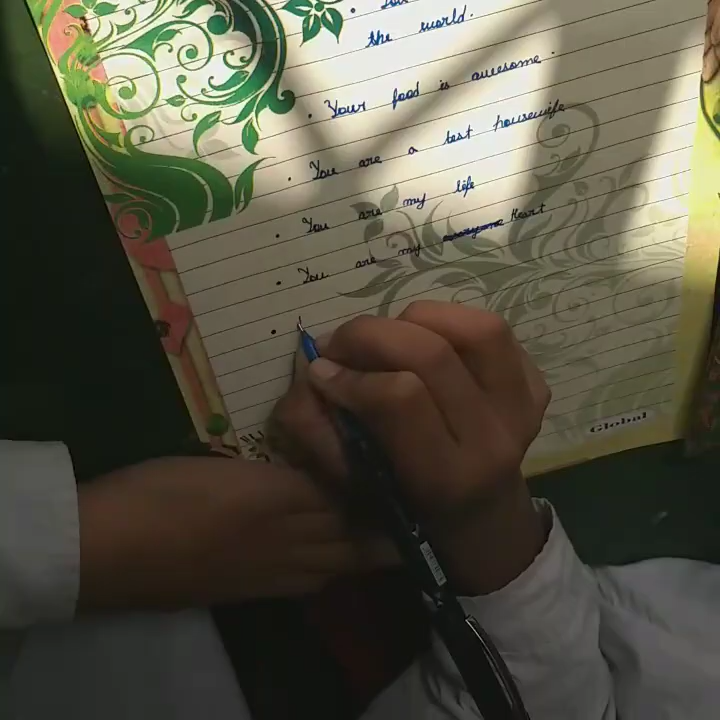 the world.
• Your food is awesome.
• You are a best housewife
• You are my life
• You are my Heart
•
Global